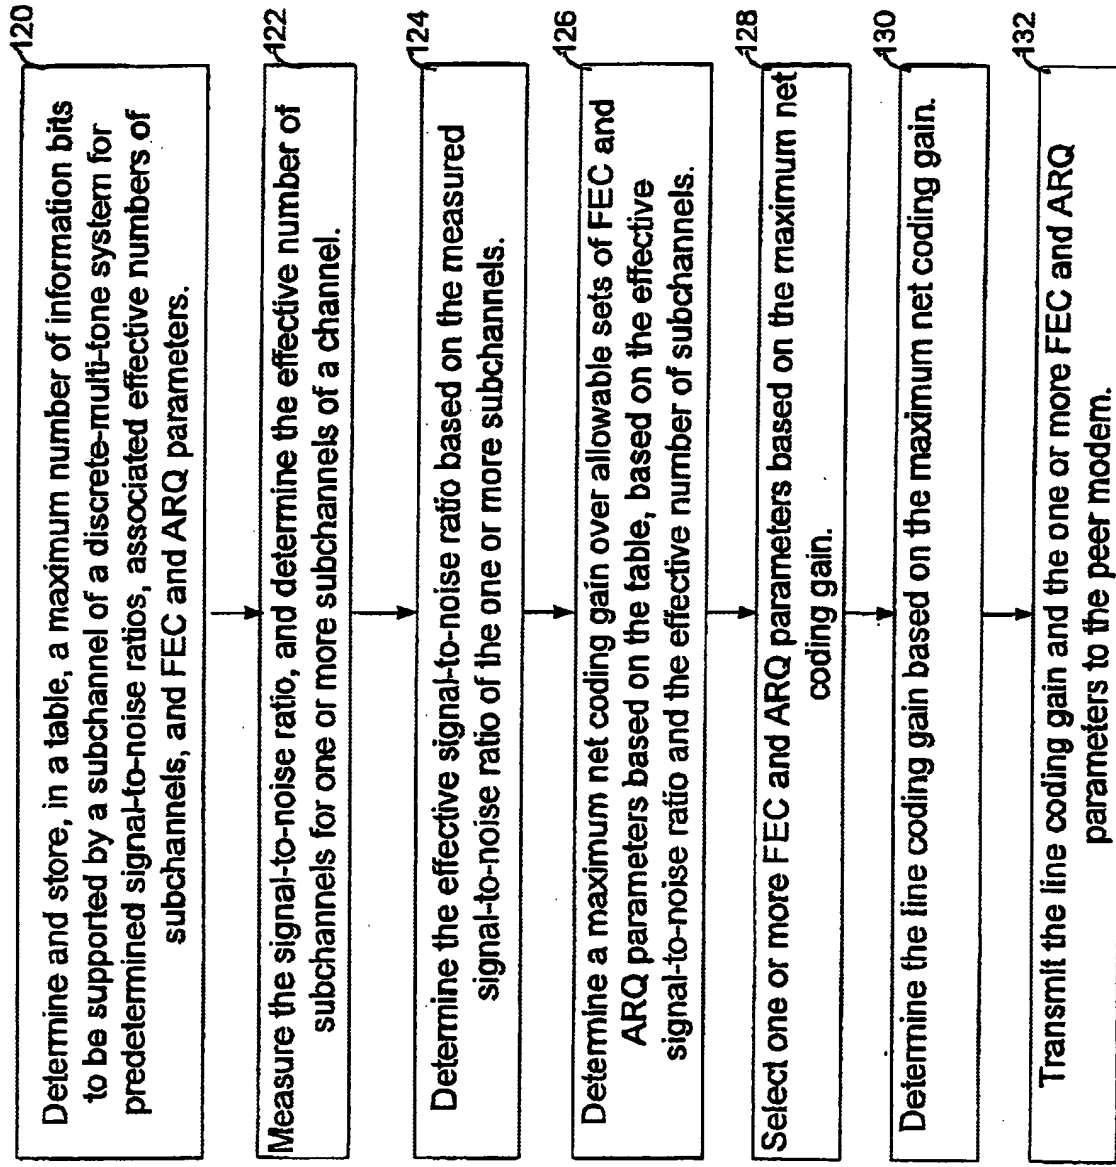 120
Determine and store, in a table, a maximum number of information bits
to be supported by a subchannel of a discrete-multi-tone system for
predetermined signal-to-noise ratios, associated effective numbers of
subchannels, and FEC and ARQ parameters.
122
Measure the signal-to-noise ratio, and determine the effective number of
subchannels for one or more subchannels of a channel.
124
Determine the effective signal-to-noise ratio based on the measured
signal-to-noise ratio of the one or more subchannels.
126
Determine a maximum net coding gain over allowable sets of FEC and
ARQ parameters based on the table, based on the effective
signal-to-noise ratio and the effective number of subchannels.
128
Select one or more FEC and ARQ parameters based on the maximum net
coding gain.
130
Determine the line coding gain based on the maximum net coding gain.
132
Transmit the line coding gain and the one or more FEC and ARQ
parameters to the peer modem.